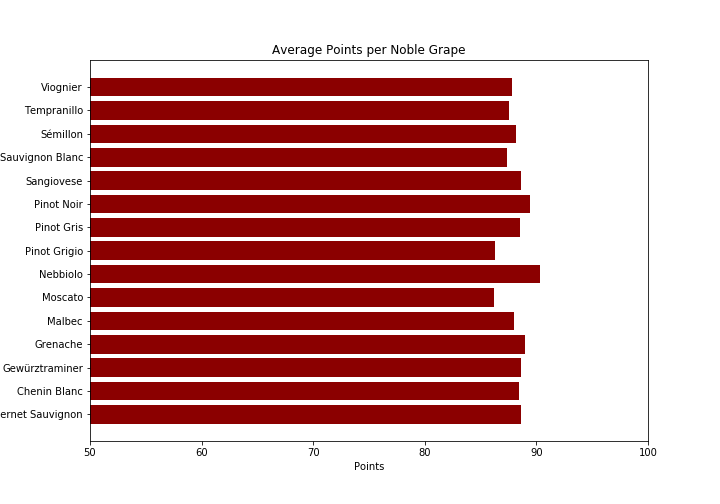 Average Points per Noble Grape
Viognier
Tempranillo
Sémillon
Sauvignon Blanc
Sangiovese
Pinot Noir
Pinot Gris
Pinot Grigio
Nebbiolo
Moscato
Malbec
Grenache
Gewürztraminer
Chenin Blanc
ernet Sauvignon
50 60 70 80 90 100
Points